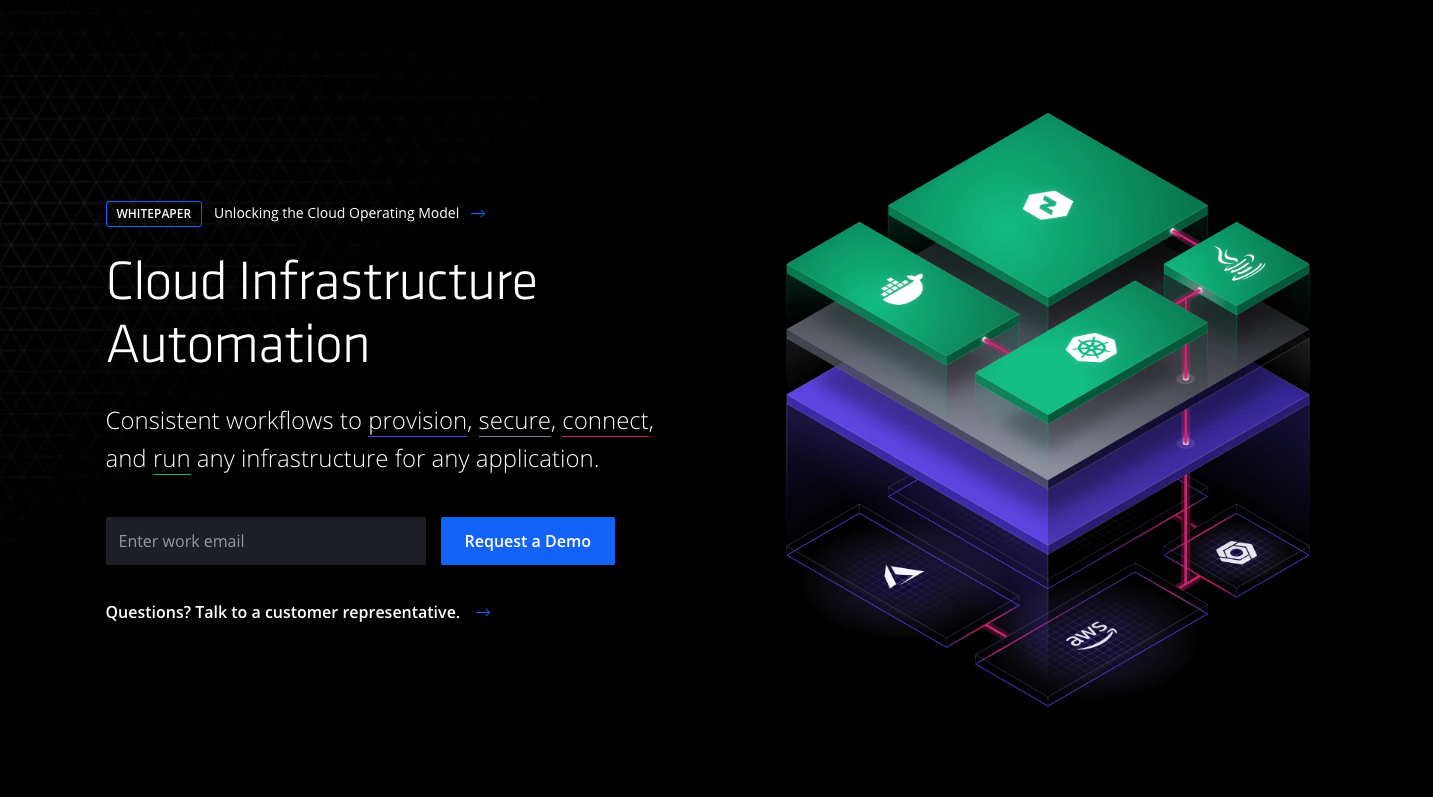 WHITEPAPER Unlocking the Cloud Operating Model →
Cloud Infrastructure
Automation
Consistent workflows to provision, secure, connect,
and run any infrastructure for any application.
Enter work email Request a Demo
Questions? Talk to a customer representative. →
aws